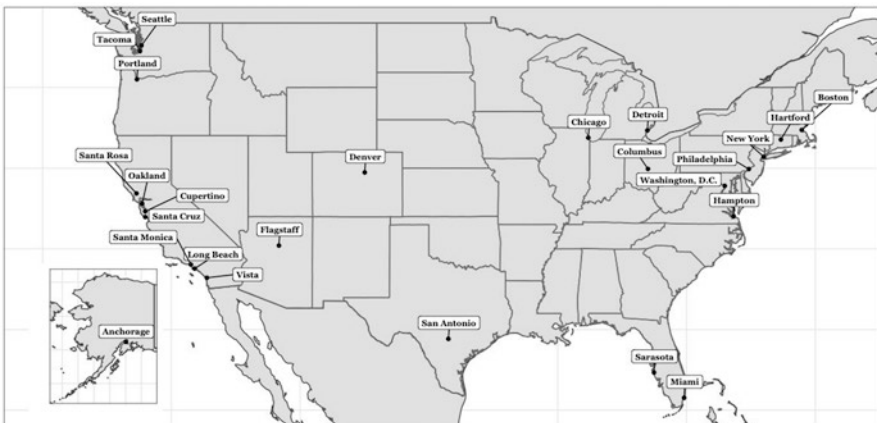 Seattle
Tacoma
Portland
Boston
Hartford
Detroit
Chicago
New York
Columbus
Philadelphia
Denver
Santa Rosa
Oakland
Washington, D.C.
Cupertino
Hampton
Santa Cruz
Flagstaff
Santa Monica
Long Beach
Vista
San Antonio
Anchorage
Sarasota
Miami